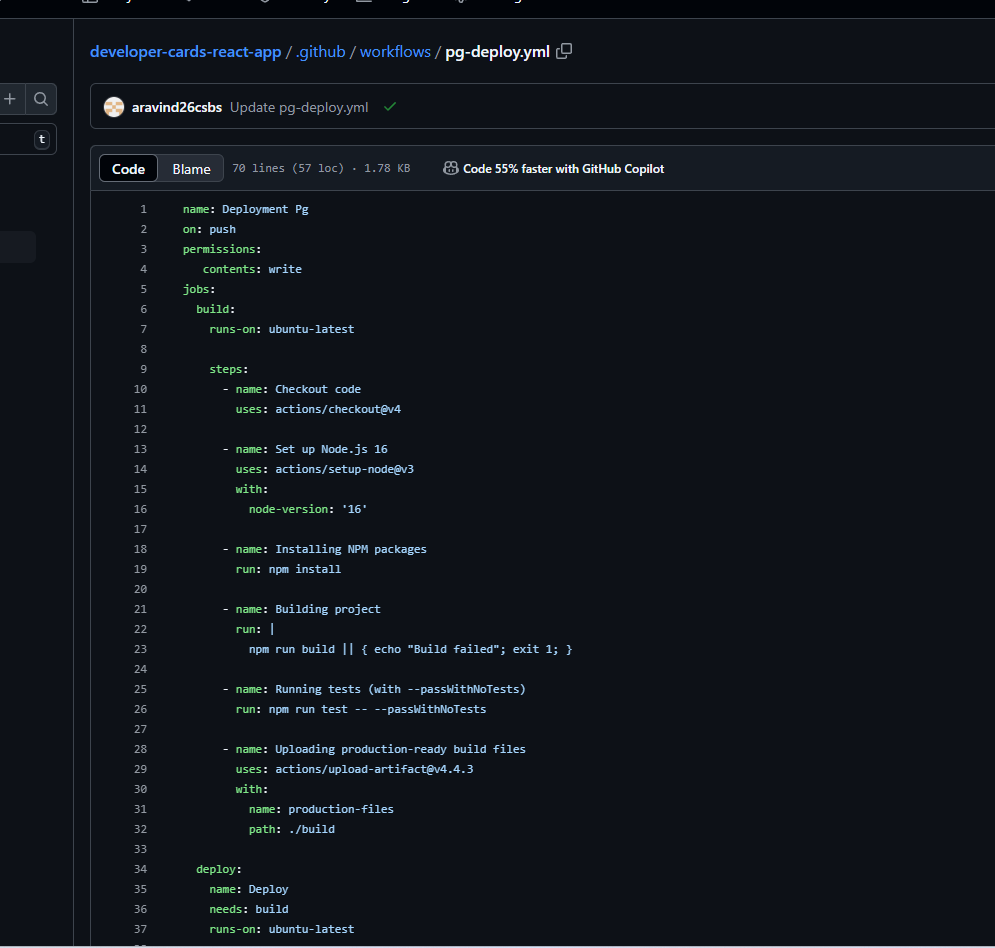 developer-cards-react-app / .github / workflows / pg-deploy.yml
aravind26csbs Update pg-deploy.yml
t
Code Blame 70 lines (57 loc) · 1.78 KB Code 55% faster with GitHub Copilot
1 name: Deployment Pg
2 on: push
3 permissions:
4 contents: write
5 jobs:
6 build:
7 runs-on: ubuntu-latest
8
9 steps:
10 - name: Checkout code
11 uses: actions/checkout@v4
12
13 - name: Set up Node.js 16
14 uses: actions/setup-node@v3
15 with:
16 node-version: '16'
17
18 - name: Installing NPM packages
19 run: npm install
20
21 - name: Building project
22 run: |
23 npm run build || { echo "Build failed"; exit 1; }
24
25 - name: Running tests (with --passWithNoTests)
26 run: npm run test -- --passWithNoTests
27
28 - name: Uploading production-ready build files
29 uses: actions/upload-artifact@v4.4.3
30 with:
31 name: production-files
32 path: ./build
33
34 deploy:
35 name: Deploy
36 needs: build
37 runs-on: ubuntu-latest